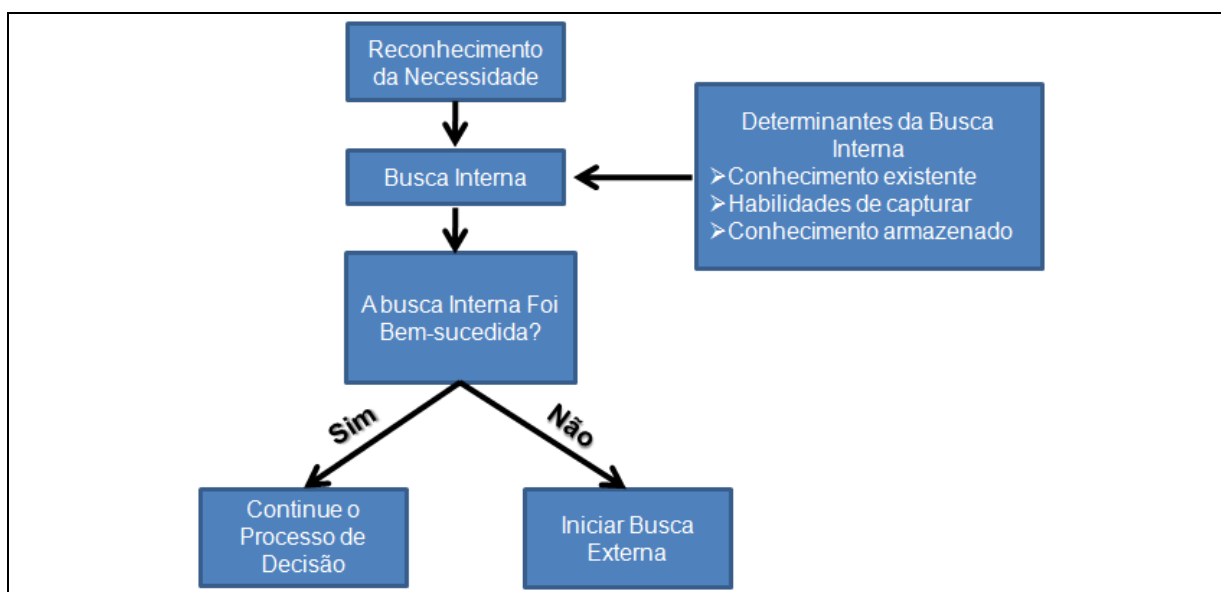 Reconhecimento
da Necessidade
Busca Interna
Determinantes da Busca
Interna
➢Conhecimento existente
➢Habilidades de capturar
➢Conhecimento armazenado
A busca Interna Foi
Bem-sucedida?
Sim
Não
Continue o
Processo de
Decisão
Iniciar Busca
Externa